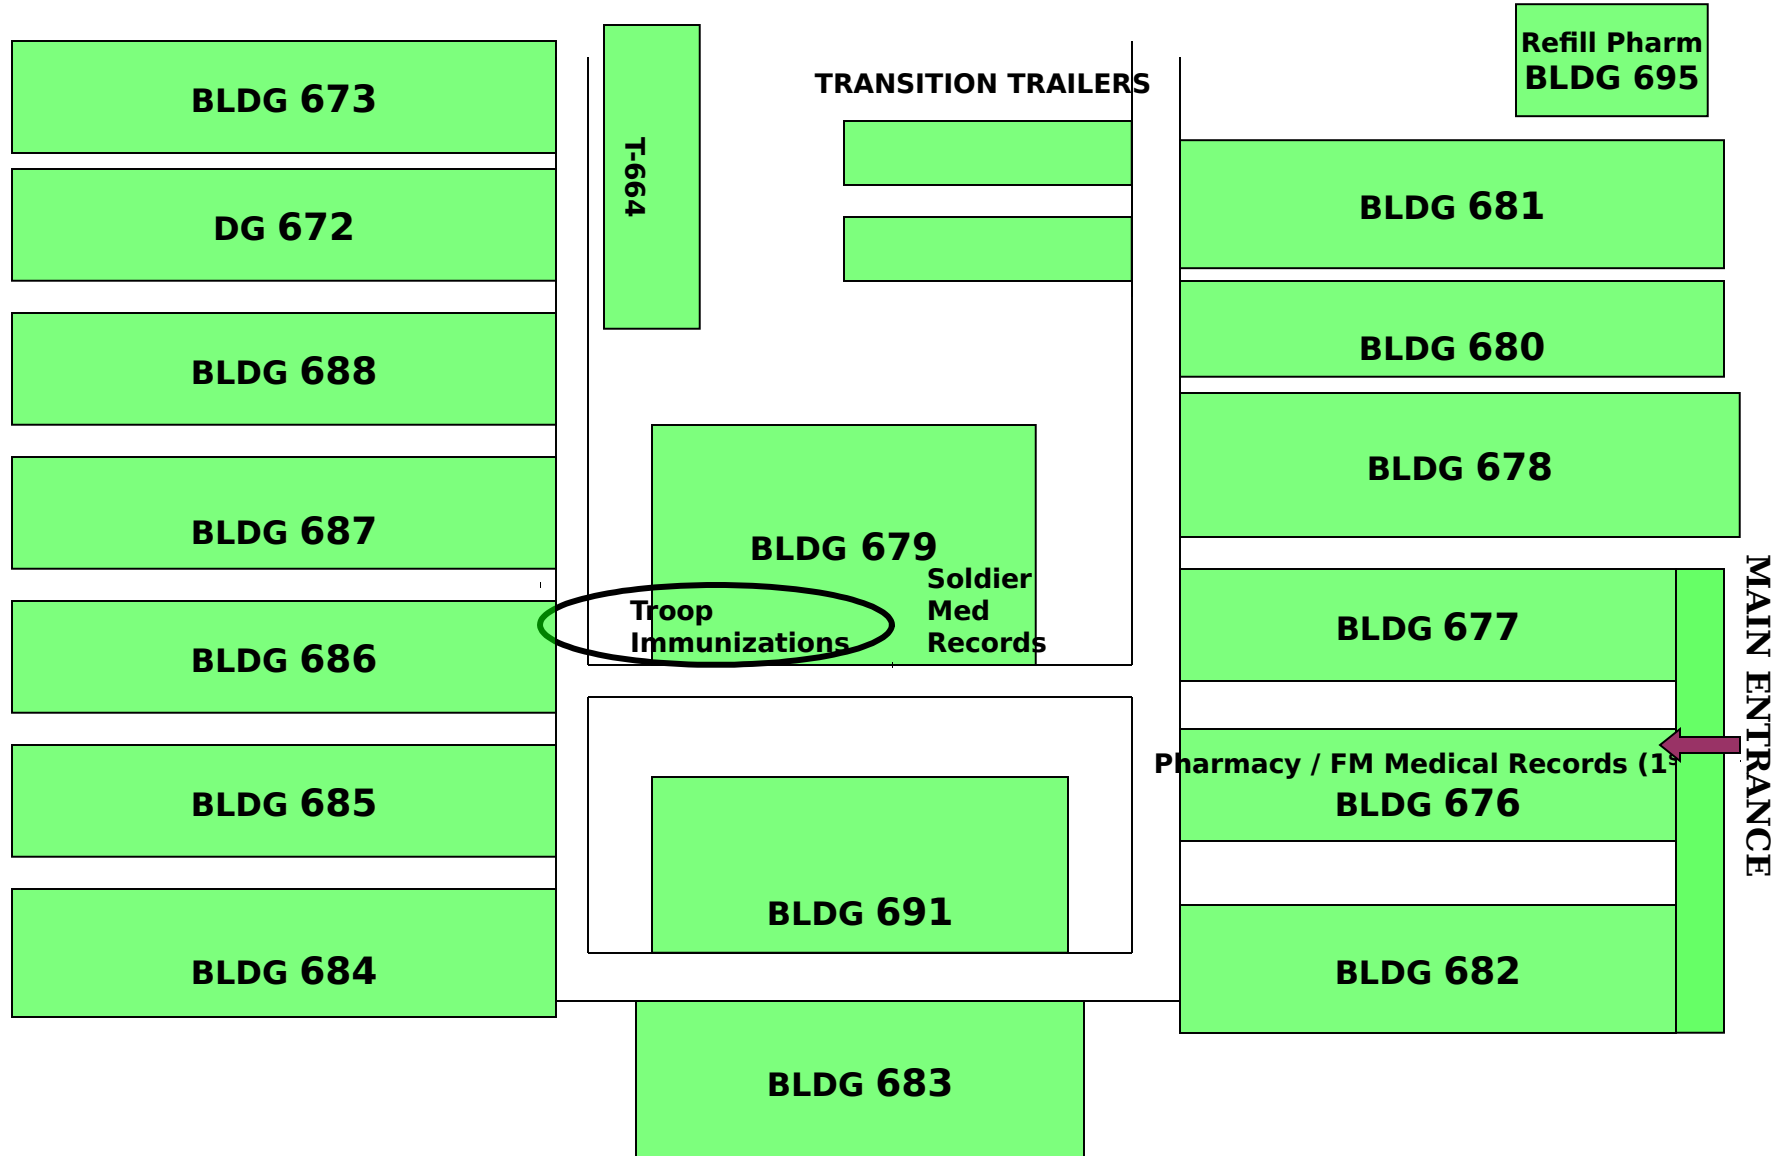 Refill Pharm
BLDG 695
BLDG 673
TRANSITION TRAILERS
T-664
DG 672
BLDG 681
BLDG 688
BLDG 680
BLDG 678
BLDG 687
BLDG 679
Soldier
Med
Records
Troop
Immunizations
BLDG 686
BLDG 677
MAIN ENTRANCE
Pharmacy / FM Medical Records (1s
BLDG 676
BLDG 685
BLDG 691
BLDG 684
BLDG 682
BLDG 683